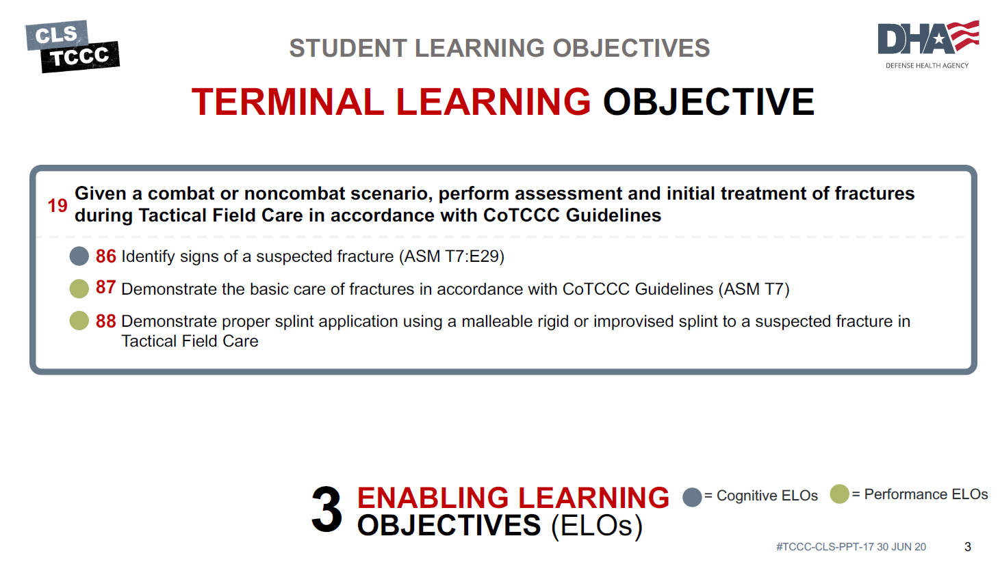 CLS
TCCC
STUDENT LEARNING OBJECTIVES
DHA
DEFENSE HEALTH AGENCY
TERMINAL LEARNING OBJECTIVE
19 Given a combat or noncombat scenario, perform assessment and initial treatment of fractures
during Tactical Field Care in accordance with CoTCCC Guidelines
86 Identify signs of a suspected fracture (ASM T7:E29)
87 Demonstrate the basic care of fractures in accordance with CoTCCC Guidelines (ASM T7)
88 Demonstrate proper splint application using a malleable rigid or improvised splint to a suspected fracture in
Tactical Field Care
3 ENABLING LEARNING
OBJECTIVES (ELOs)
= Cognitive ELOs = Performance ELOs
#TCCC-CLS-PPT-17 30 JUN 20 3